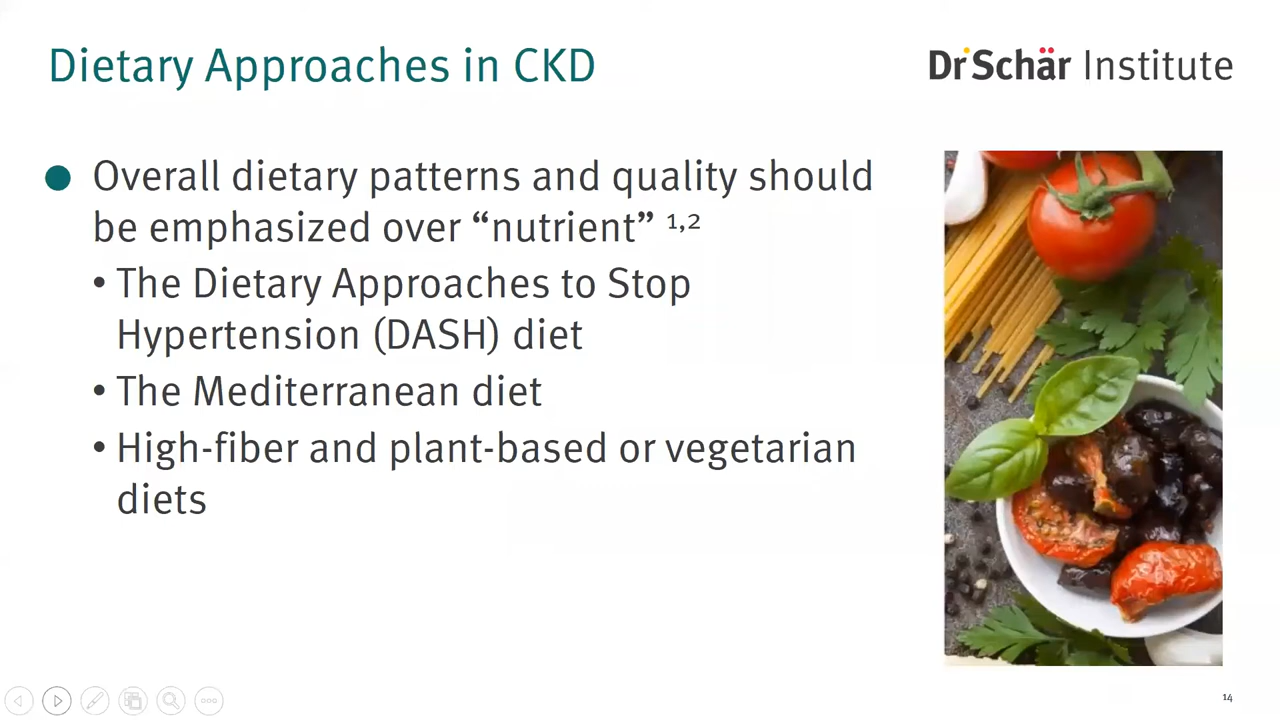 Dietary Approaches in CKD
Dr Schär Institute
● Overall dietary patterns and quality should
be emphasized over “nutrient” 1,2
• The Dietary Approaches to Stop
Hypertension (DASH) diet
• The Mediterranean diet
• High-fiber and plant-based or vegetarian
diets
14